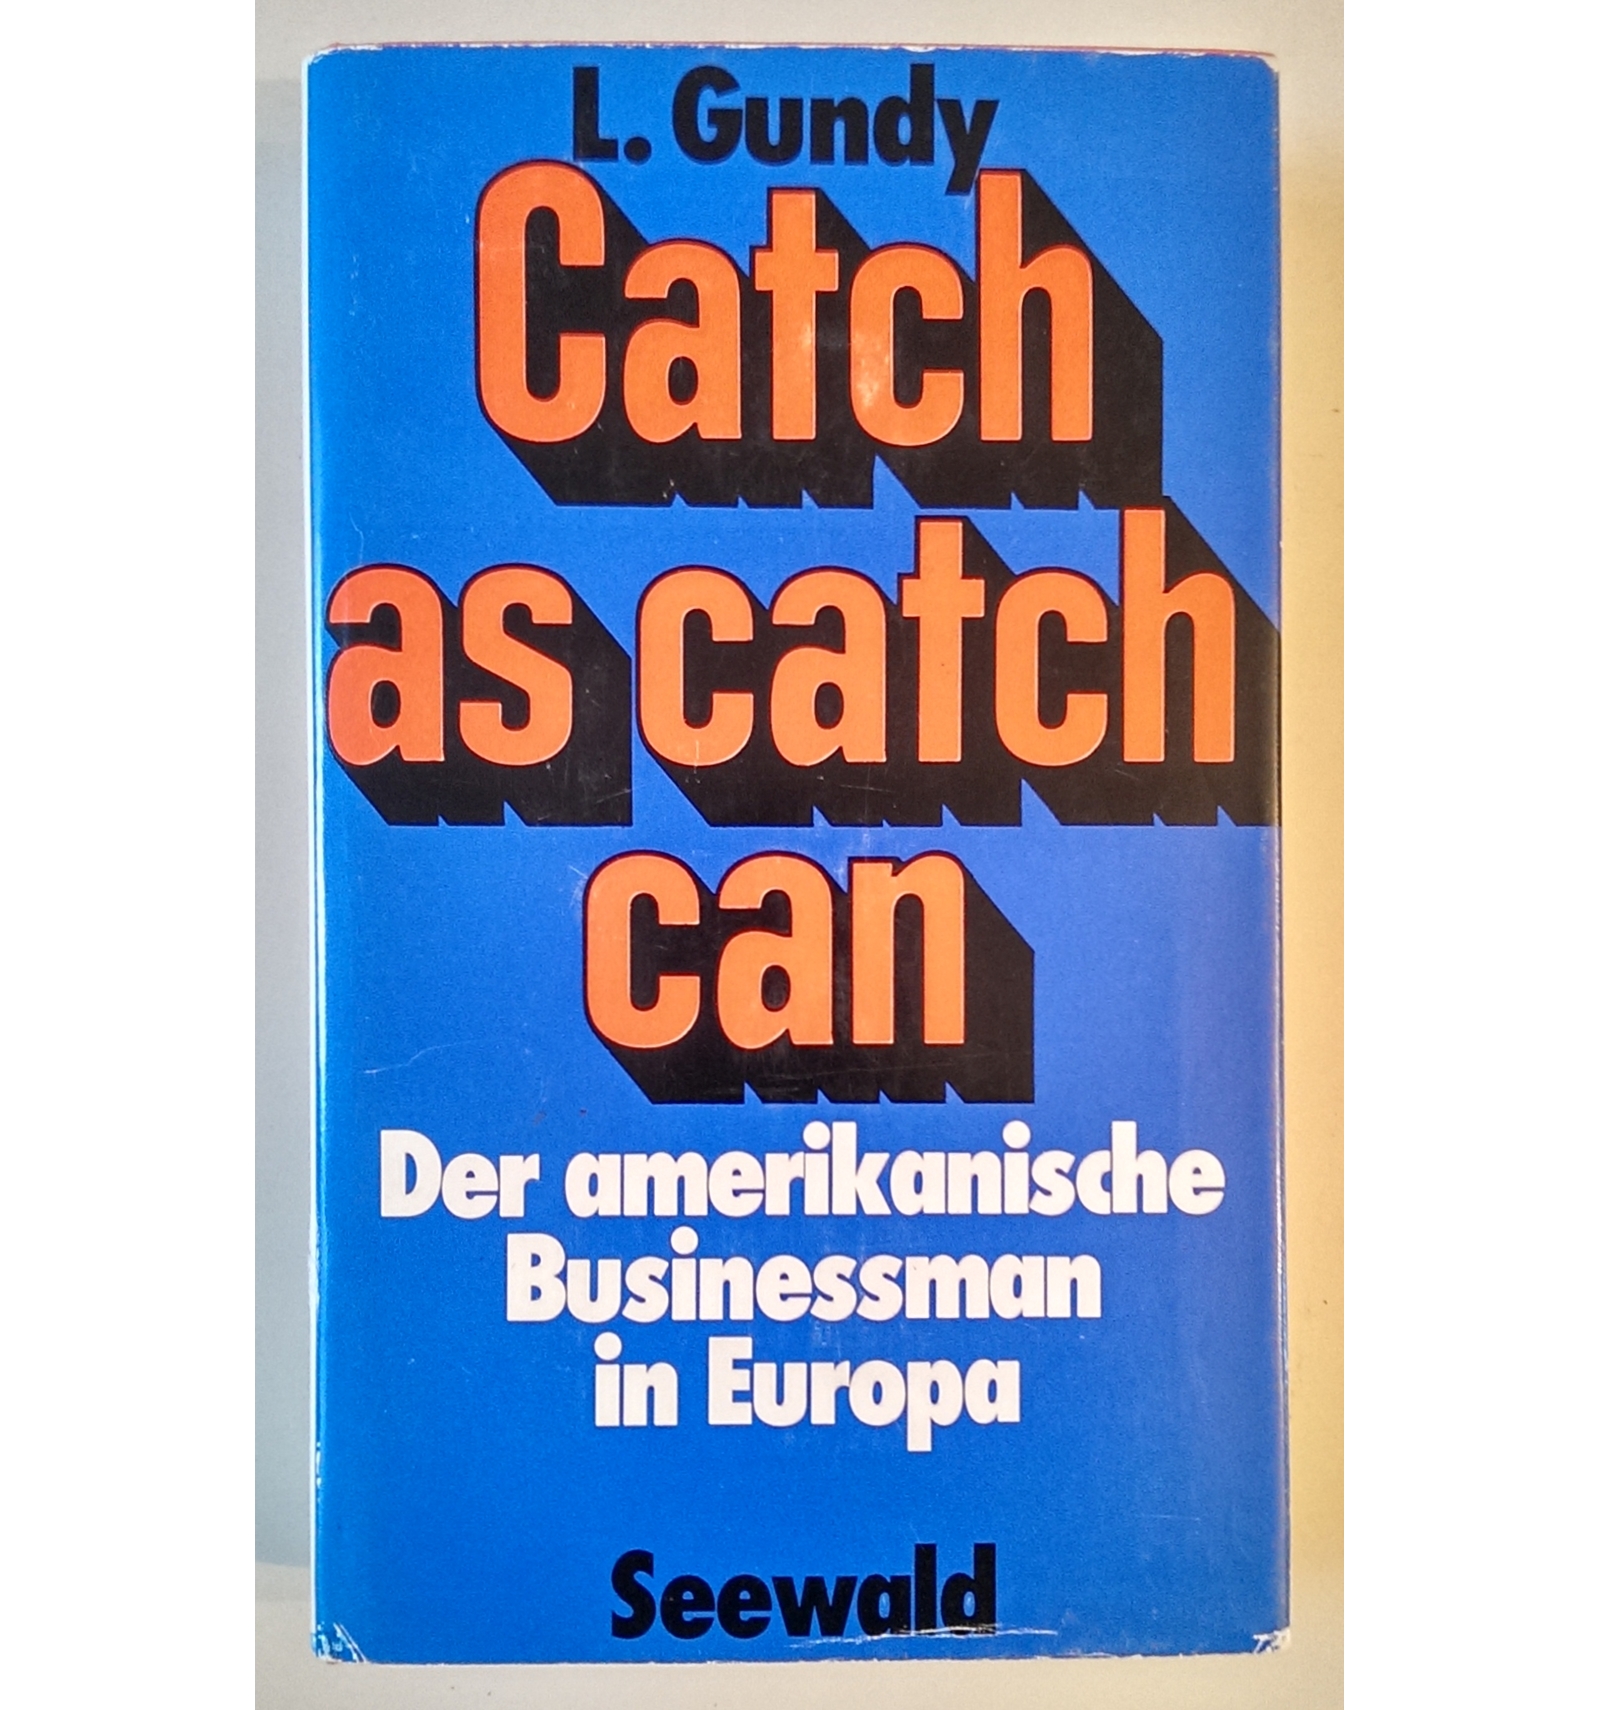 L. Gundy
Catch
as catch
can
Der amerikanische
Businessman
in Europa
Seewald